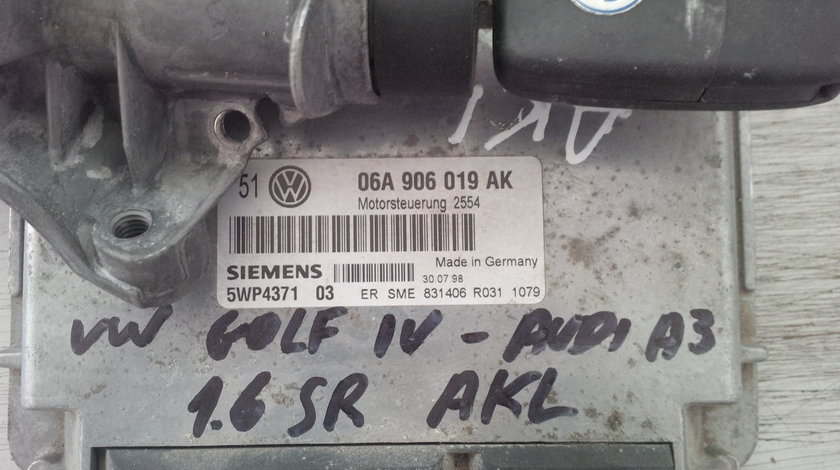 AKL
51 VW 06A 906 019 AK
Motorsteuerung 2554
Made in Germany
SIEMENS 30.07.98
5WP4371 03 ER SME 831406 R031 1079
VW GOLF IV - AUDI A3
1.6 SR AKL